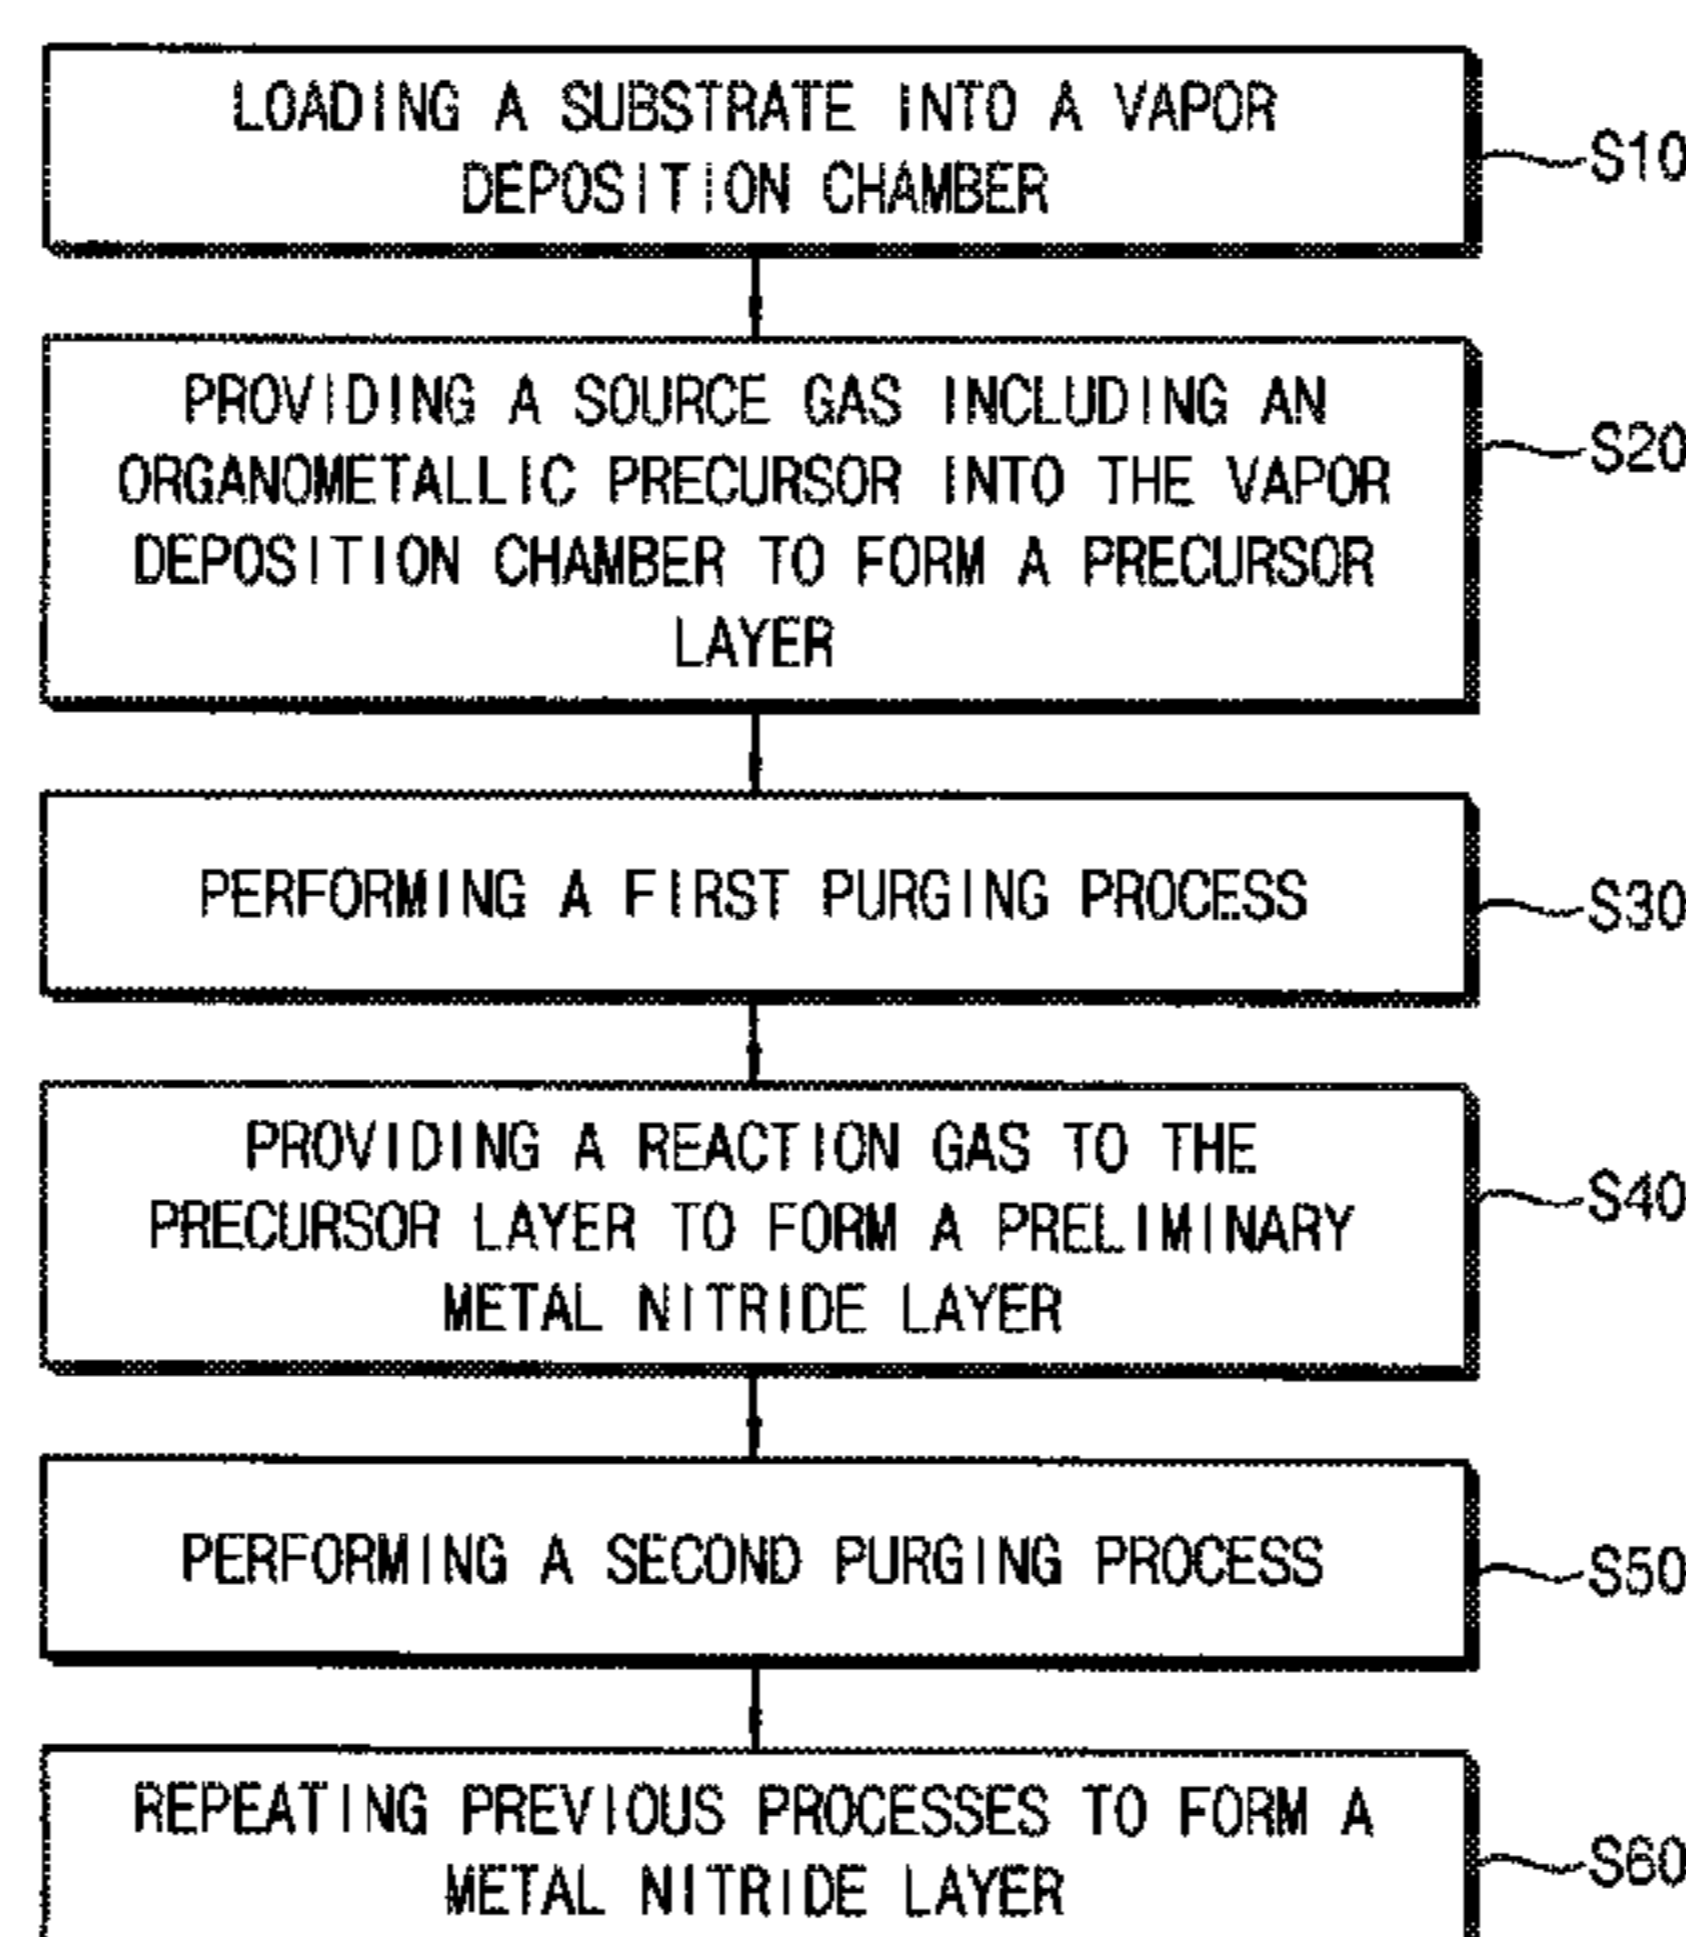 LOADING A SUBSTRATE INTO A VAPOR
DEPOSITION CHAMBER
S10
PROVIDING A SOURCE GAS INCLUDING AN
ORGANOMETALLIC PRECURSOR INTO THE VAPOR
DEPOSITION CHAMBER TO FORM A PRECURSOR
LAYER
S20
PERFORMING A FIRST PURGING PROCESS
S30
PROVIDING A REACTION GAS TO THE
PRECURSOR LAYER TO FORM A PRELIMINARY
METAL NITRIDE LAYER
S40
PERFORMING A SECOND PURGING PROCESS
S50
REPEATING PREVIOUS PROCESSES TO FORM A
METAL NITRIDE LAYER
S60